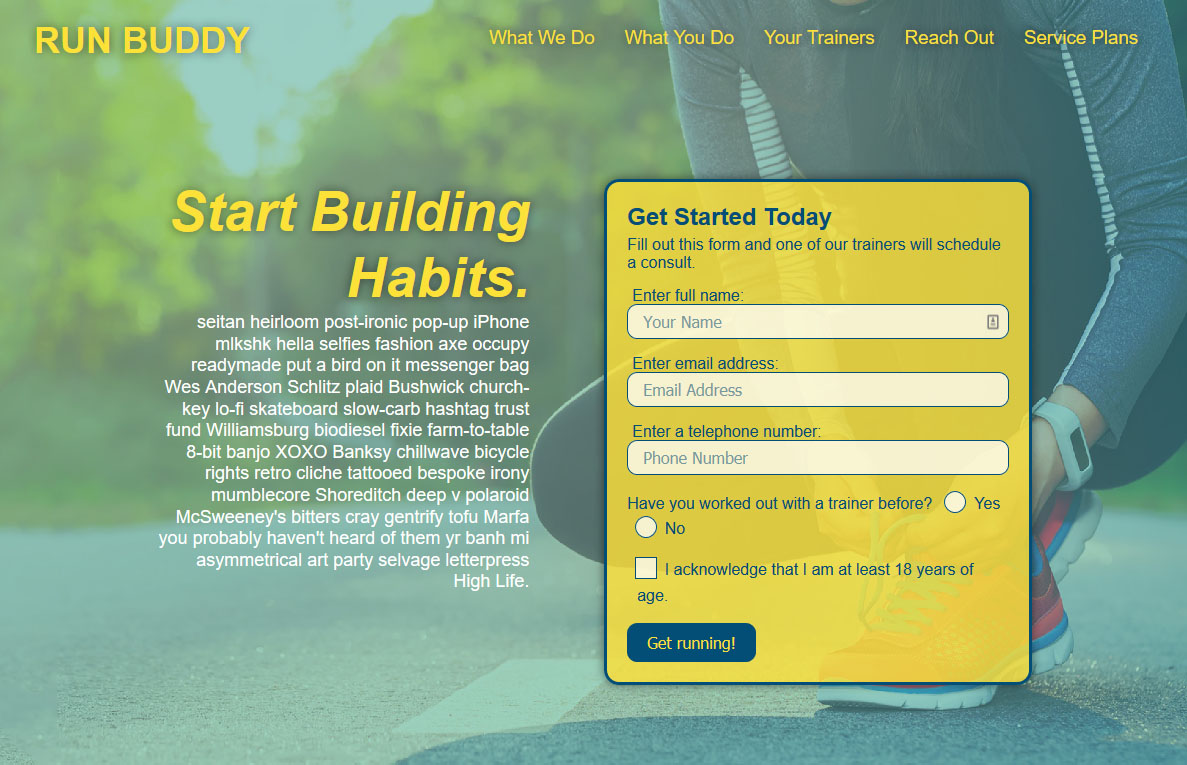 RUN BUDDY
What We Do
What You Do
Your Trainers
Reach Out
Service Plans
Start Building
Habits.
seitan heirloom post-ironic pop-up iPhone
mlkshk hella selfies fashion axe occupy
readymade put a bird on it messenger bag
Wes Anderson Schlitz plaid Bushwick church-
key lo-fi skateboard slow-carb hashtag trust
fund Williamsburg biodiesel fixie farm-to-table
8-bit banjo XOXO Banksy chillwave bicycle
rights retro cliche tattooed bespoke irony
mumblecore Shoreditch deep v polaroid
McSweeney's bitters cray gentrify tofu Marfa
you probably haven't heard of them yr banh mi
asymmetrical art party selvage letterpress
High Life.
Get Started Today
Fill out this form and one of our trainers will schedule
a consult.
Enter full name:
Your Name
Enter email address:
Email Address
Enter a telephone number:
Phone Number
Have you worked out with a trainer before? Yes
No
I acknowledge that I am at least 18 years of
age.
Get running!